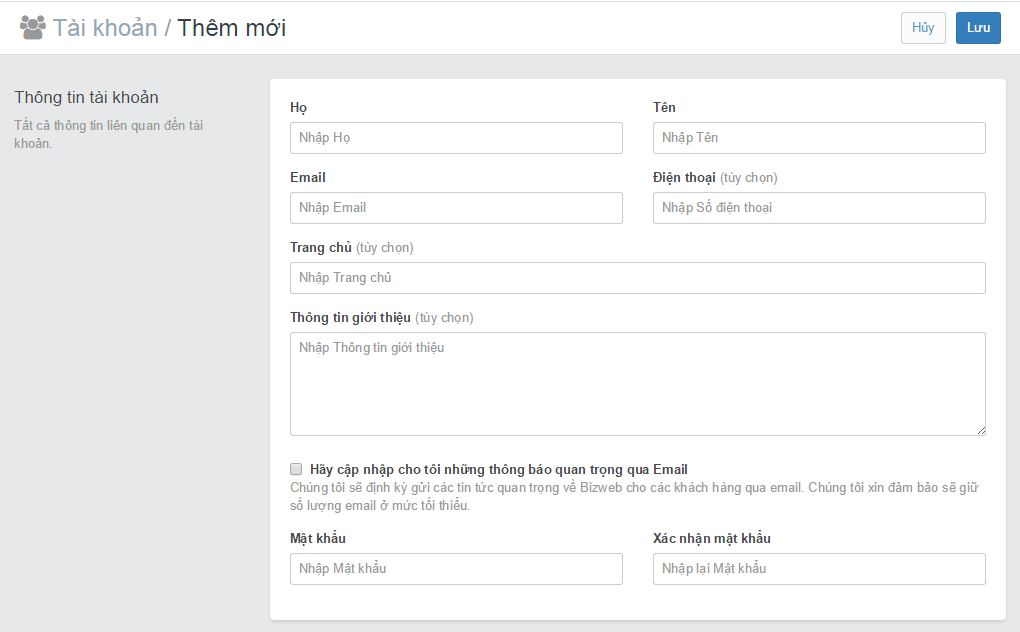 Tài khoản / Thêm mới
Hủy
Lưu
Thông tin tài khoản
Tất cả thông tin liên quan đến tài
khoản.
Họ
Tên
Nhập Họ
Nhập Tên
Email
Điện thoại (tùy chọn)
Nhập Email
Nhập Số điện thoại
Trang chủ (tùy chọn)
Nhập Trang chủ
Thông tin giới thiệu (tùy chọn)
Nhập Thông tin giới thiệu
Hãy cập nhập cho tôi những thông báo quan trọng qua Email
Chúng tôi sẽ định kỳ gửi các tin tức quan trọng về Bizweb cho các khách hàng qua email. Chúng tôi xin đảm bảo sẽ giữ
số lượng email ở mức tối thiểu.
Mật khẩu
Xác nhận mật khẩu
Nhập Mật khẩu
Nhập lại Mật khẩu